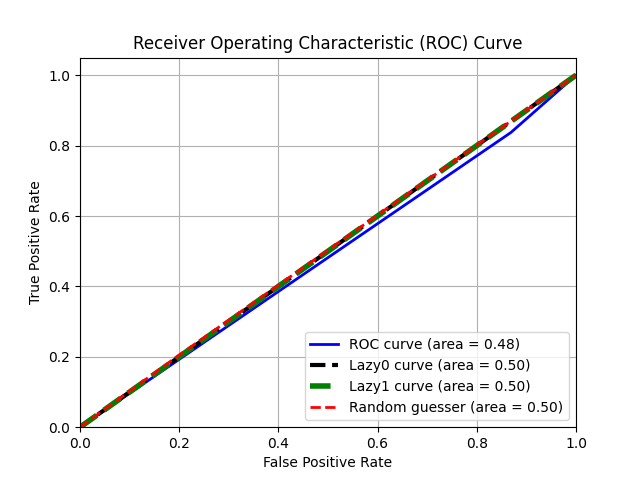 Receiver Operating Characteristic (ROC) Curve
1.0
0.8
0.6
0.4
0.2
0.0
True Positive Rate
ROC curve (area = 0.48)
Lazy0 curve (area = 0.50)
Lazy1 curve (area = 0.50)
Random guesser (area = 0.50)
0.0 0.2 0.4 0.6 0.8 1.0
False Positive Rate